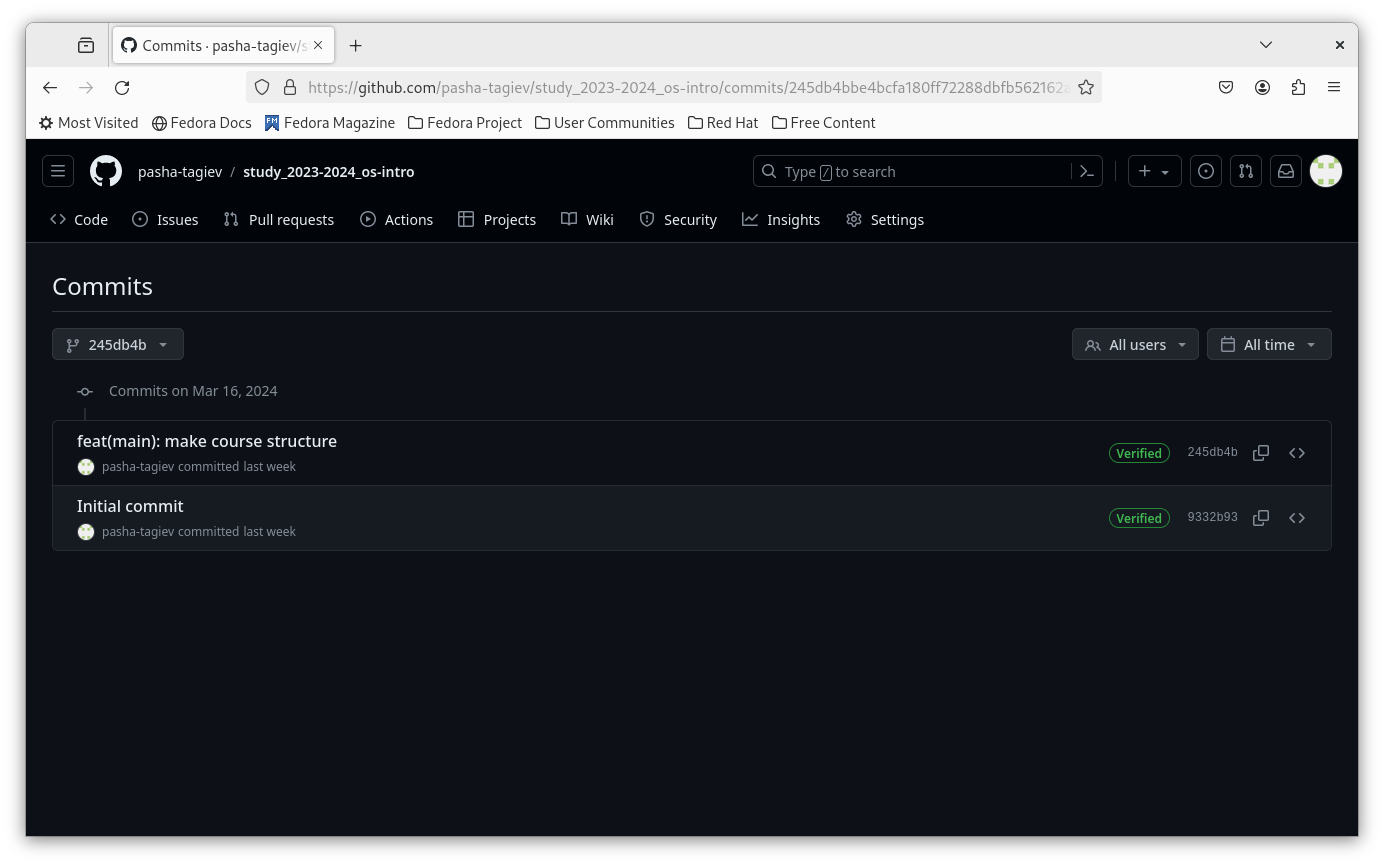 Commits · pasha-tagiev/s
https://github.com/pasha-tagiev/study_2023-2024_os-intro/commits/245db4bbe4bcfa180ff72288dbfb562162a
Most Visited Fedora Docs FM Fedora Magazine Fedora Project User Communities Red Hat Free Content
pasha-tagiev / study_2023-2024_os-intro Type / to search
Code Issues Pull requests Actions Projects Wiki Security Insights Settings
Commits
245db4b All users All time
Commits on Mar 16, 2024
feat(main): make course structure
pasha-tagiev committed last week
Verified 245db4b
Initial commit
pasha-tagiev committed last week
Verified 9332b93